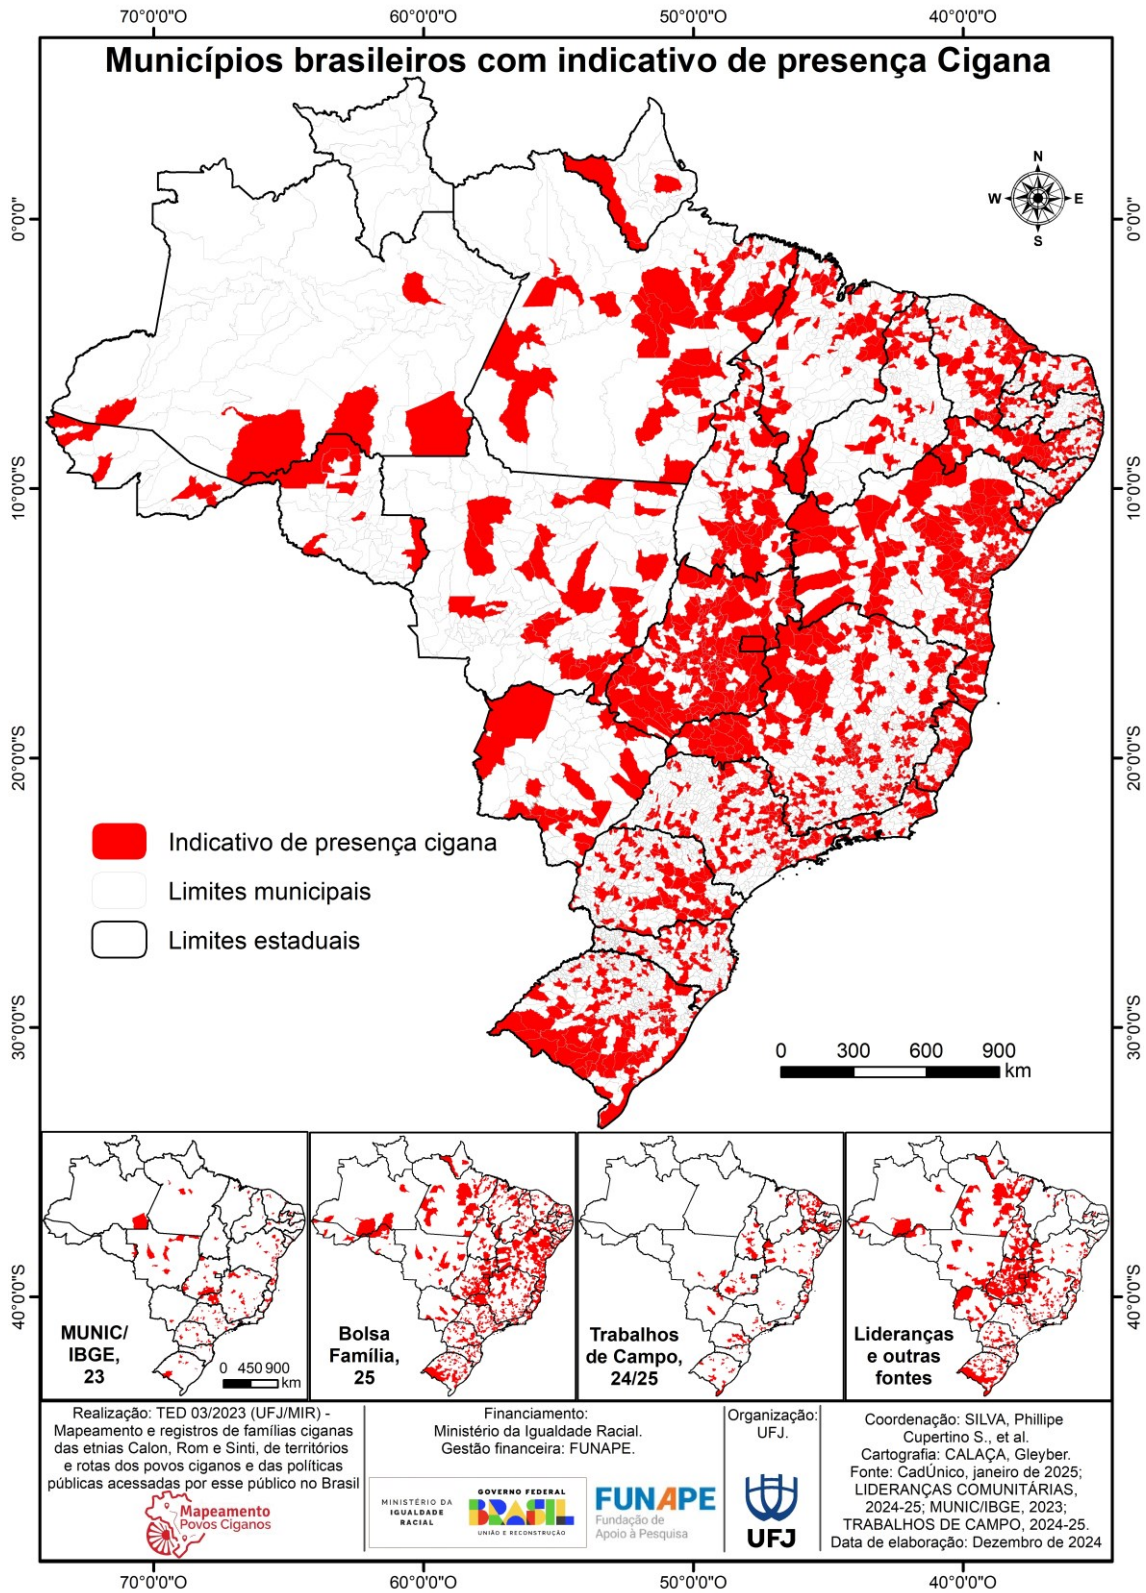 70°0'0"O 60°0'0"O 50°0'0"O 40°0'0"O
Municípios brasileiros com indicativo de presença Cigana
N
W E
S
0°0'0" 0°0'0"
10°0'0"S 10°0'0"S
20°0'0"S 20°0'0"S
Indicativo de presença cigana
Limites municipais
Limites estaduais
30°0'0"S 30°0'0"S
0 300 600 900
km
40°0'0"S 40°0'0"S
MUNIC/
IBGE,
23
0 450 900
km
Bolsa
Família,
25
Trabalhos
de Campo,
24/25
Lideranças
e outras
fontes
Realização: TED 03/2023 (UFJ/MIR) -
Mapeamento e registros de famílias ciganas
das etnias Calon, Rom e Sinti, de territórios
e rotas dos povos ciganos e das políticas
públicas acessadas por esse público no Brasil
Mapeamento
Povos Ciganos
Financiamento:
Ministério da Igualdade Racial.
Gestão financeira: FUNAPE.
MINISTÉRIO DA
IGUALDADE
RACIAL
GOVERNO FEDERAL
BRASIL
UNIÃO E RECONSTRUÇÃO
FUNAPE
Fundação de
Apoio à Pesquisa
Organização:
UFJ.
UFJ
Coordenação: SILVA, Phillipe
Cupertino S., et al.
Cartografia: CALAÇA, Gleyber.
Fonte: CadÚnico, janeiro de 2025;
LIDERANÇAS COMUNITÁRIAS,
2024-25; MUNIC/IBGE, 2023;
TRABALHOS DE CAMPO, 2024-25.
Data de elaboração: Dezembro de 2024
70°0'0"O 60°0'0"O 50°0'0"O 40°0'0"O